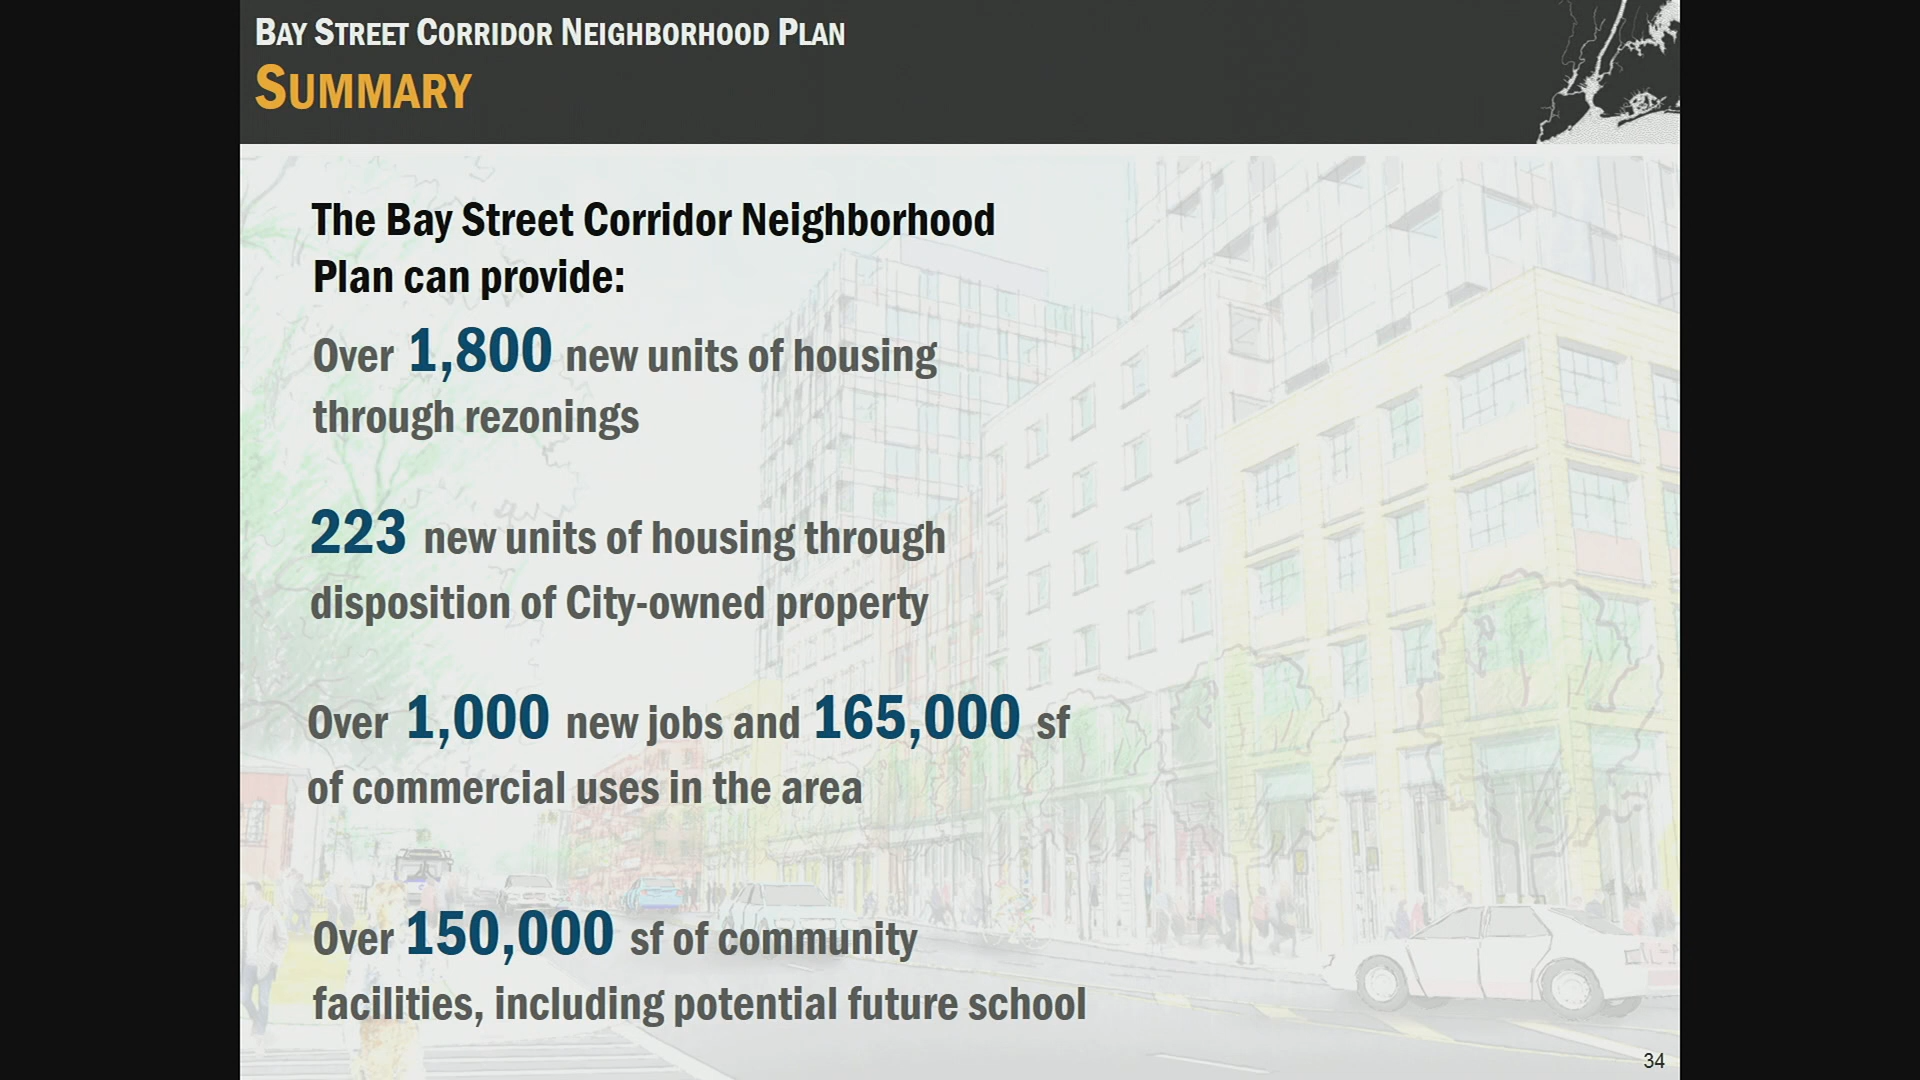 BAY STREET CORRIDOR NEIGHBORHOOD PLAN
SUMMARY
The Bay Street Corridor Neighborhood
Plan can provide:
Over 1,800 new units of housing
through rezonings
223 new units of housing through
disposition of City-owned property
Over 1,000 new jobs and 165,000 sf
of commercial uses in the area
Over 150,000 sf of community
facilities, including potential future school
34